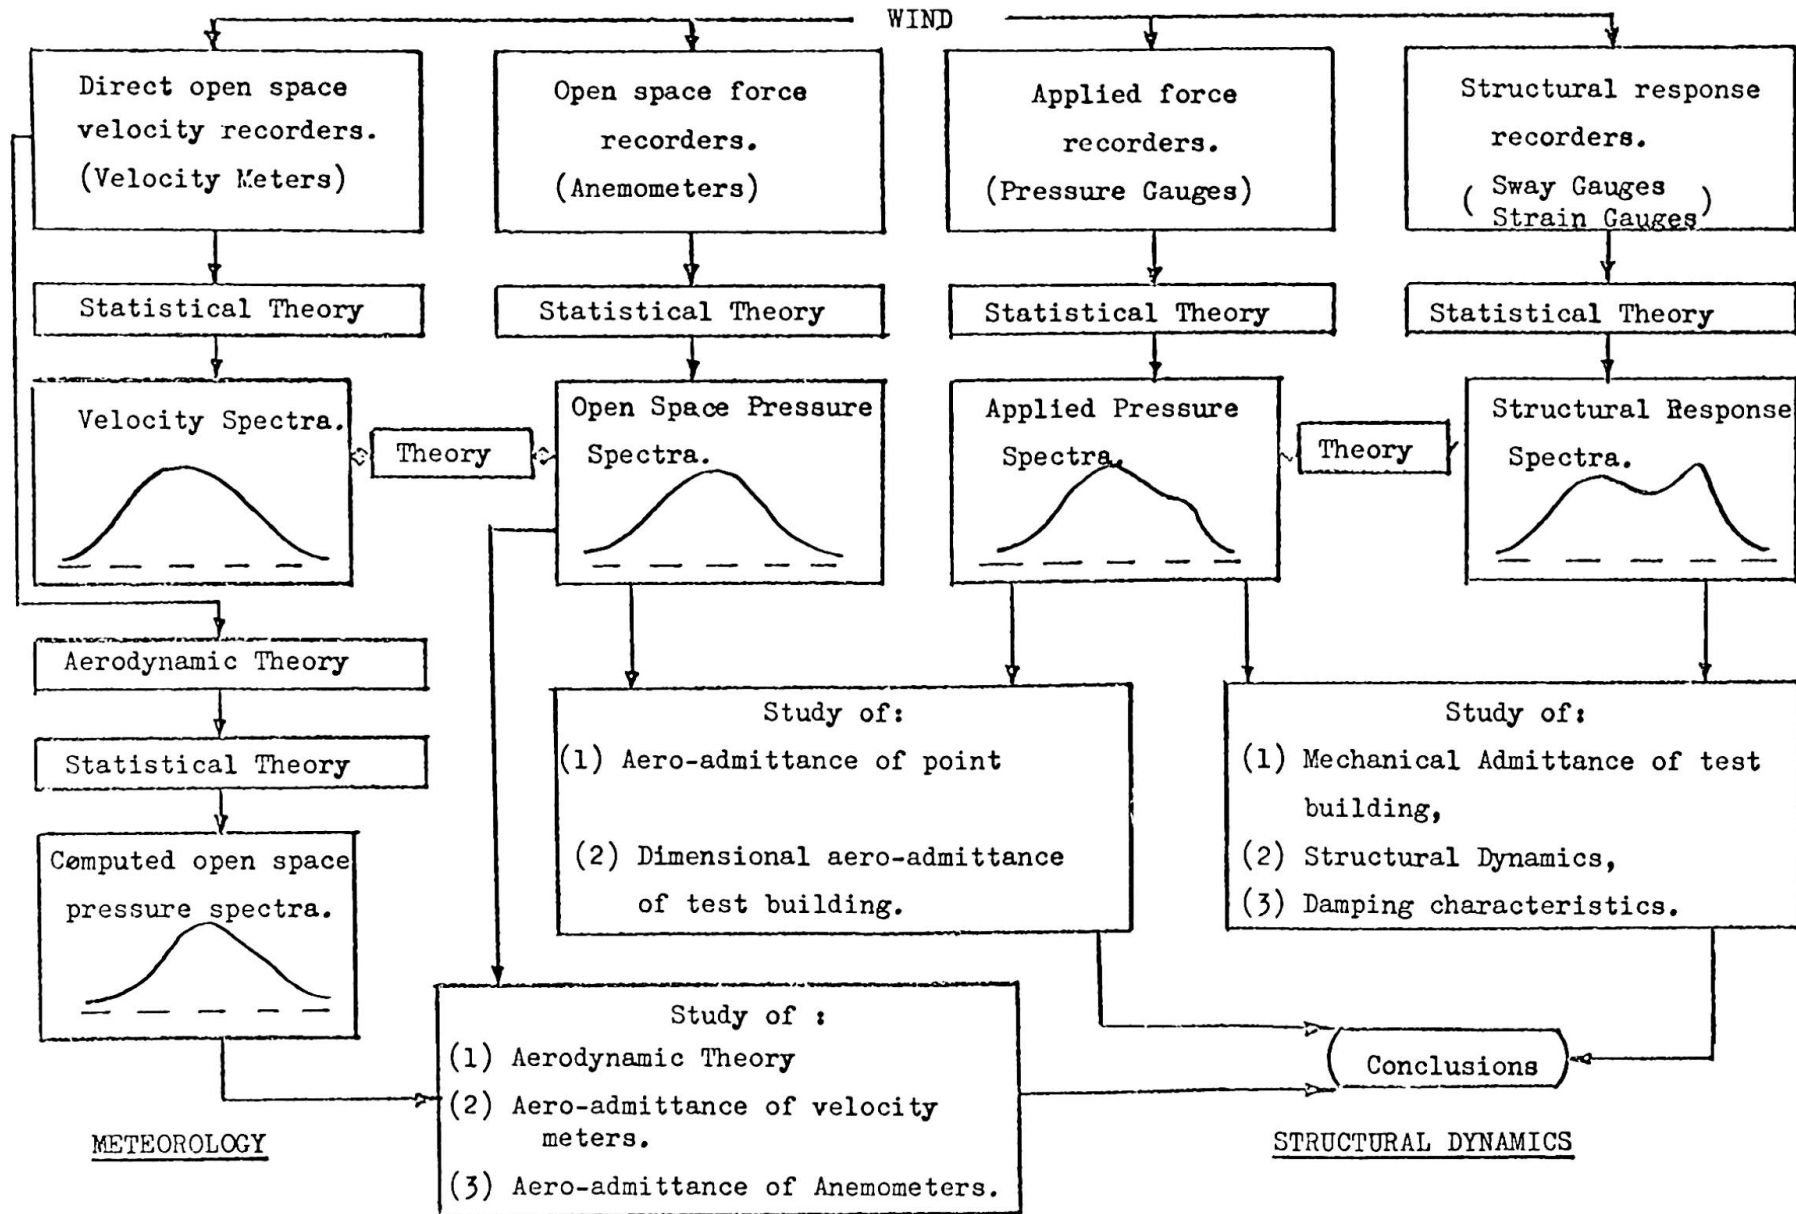 WIND
Direct open space
velocity recorders.
(Velocity Meters)
Open space force
recorders.
(Anemometers)
Applied force
recorders.
(Pressure Gauges)
Structural response
recorders.
( Sway Gauges )
Strain Gauges
Statistical Theory
Statistical Theory
Statistical Theory
Statistical Theory
Velocity Spectra.
Theory
Open Space Pressure
Spectra.
Applied Pressure
Spectra.
Theory
Structural Response
Spectra.
Aerodynamic Theory
Statistical Theory
Computed open space
pressure spectra.
Study of:
(1) Aero-admittance of point
(2) Dimensional aero-admittance
of test building.
Study of:
(1) Mechanical Admittance of test
building,
(2) Structural Dynamics,
(3) Damping characteristics.
Study of :
(1) Aerodynamic Theory
(2) Aero-admittance of velocity
meters.
(3) Aero-admittance of Anemometers.
Conclusions
METEOROLOGY
STRUCTURAL DYNAMICS